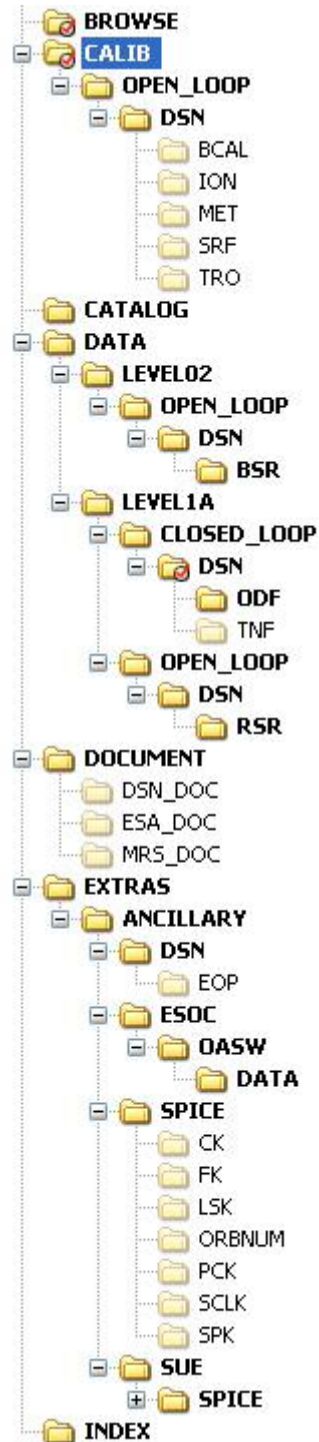 BROWSE
CALIB
OPEN_LOOP
DSN
BCAL
ION
MET
SRF
TRO
CATALOG
DATA
LEVEL02
OPEN_LOOP
DSN
BSR
LEVEL1A
CLOSED_LOOP
DSN
ODF
TNF
OPEN_LOOP
DSN
RSR
DOCUMENT
DSN_DOC
ESA_DOC
MRS_DOC
EXTRAS
ANCILLARY
DSN
EOP
ESOC
OASW
DATA
SPICE
CK
FK
LSK
ORBNUM
PCK
SCLK
SPK
SUE
SPICE
INDEX